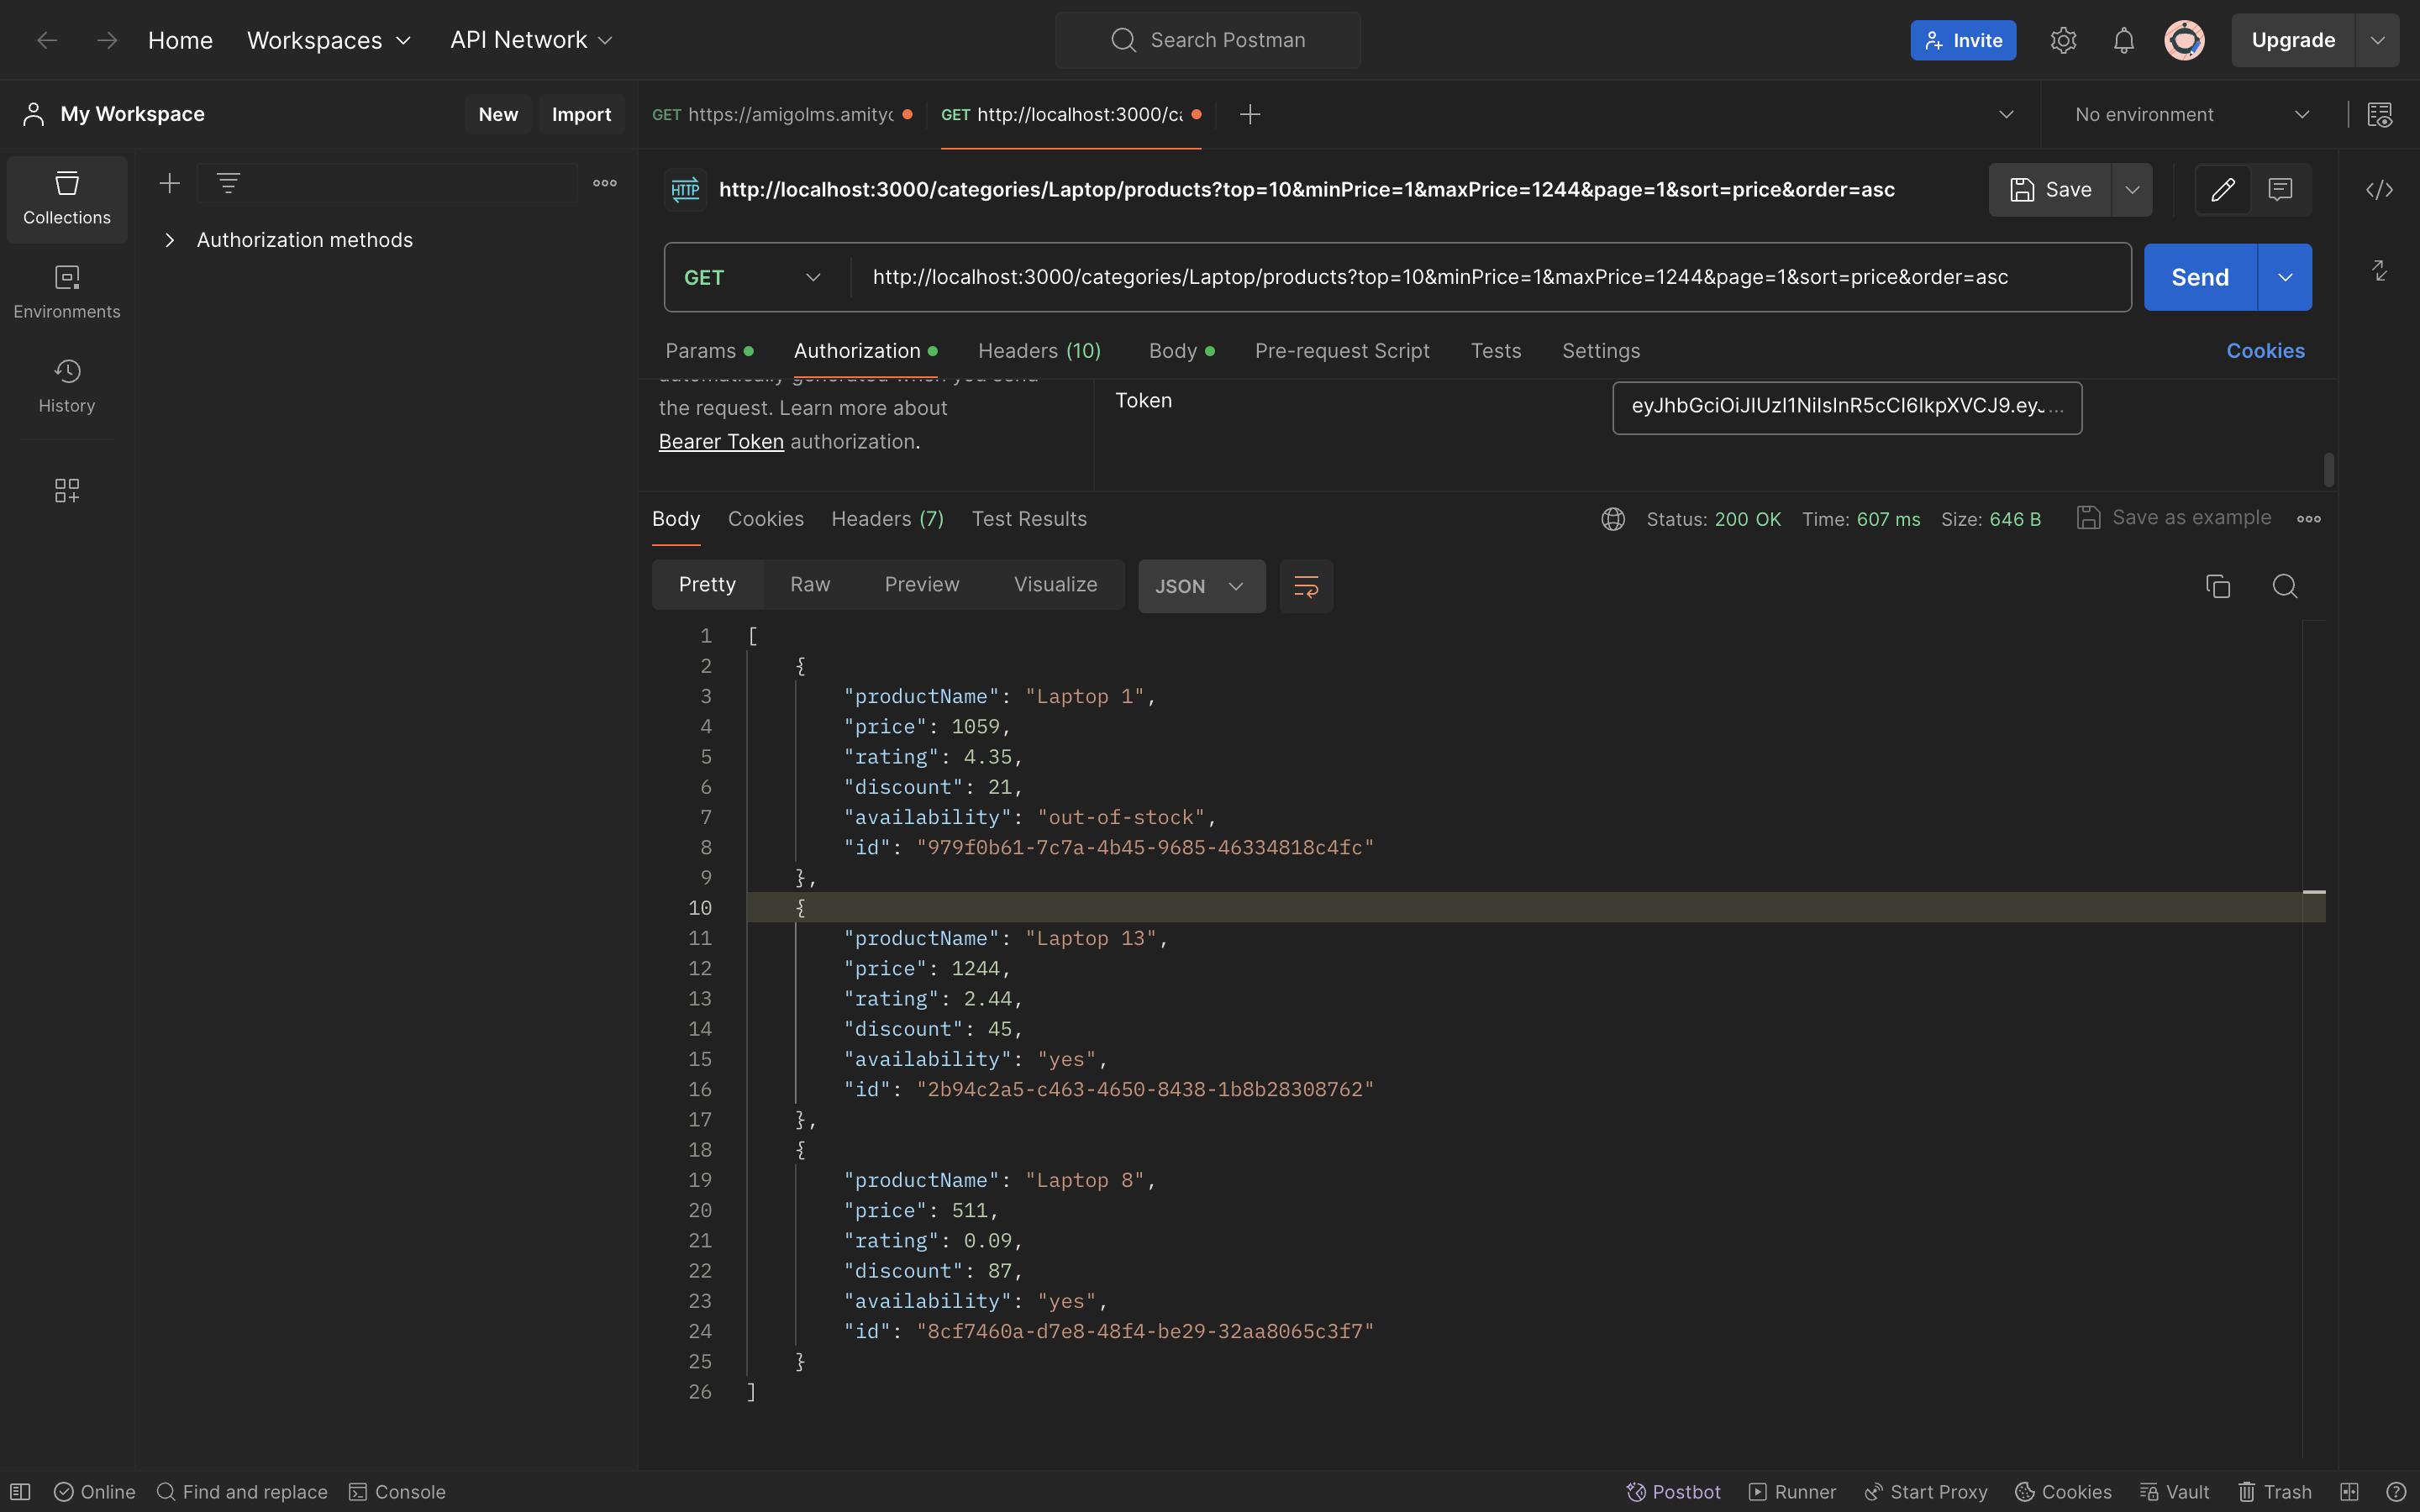 Home Workspaces API Network Search Postman Invite Upgrade
My Workspace New Import
GET https://amigolms.amity GET http://localhost:3000/c No environment
Collections
Environments
History
Authorization methods
HTTP http://localhost:3000/categories/Laptop/products?top=10&minPrice=1&maxPrice=1244&page=1&sort=price&order=asc Save
GET http://localhost:3000/categories/Laptop/products?top=10&minPrice=1&maxPrice=1244&page=1&sort=price&order=asc Send
Params Authorization Headers (10) Body Pre-request Script Tests Settings Cookies
automatically generated when you send
the request. Learn more about
Bearer Token authorization.
Token eyJhbGciOiJIUzI1NiIsInR5cCI6IkpXVCJ9.eyJ...
Body Cookies Headers (7) Test Results Status: 200 OK Time: 607 ms Size: 646 B Save as example
Pretty Raw Preview Visualize JSON
1 [
2 {
3 "productName": "Laptop 1",
4 "price": 1059,
5 "rating": 4.35,
6 "discount": 21,
7 "availability": "out-of-stock",
8 "id": "979f0b61-7c7a-4b45-9685-46334818c4fc"
9 },
10 {
11 "productName": "Laptop 13",
12 "price": 1244,
13 "rating": 2.44,
14 "discount": 45,
15 "availability": "yes",
16 "id": "2b94c2a5-c463-4650-8438-1b8b28308762"
17 },
18 {
19 "productName": "Laptop 8",
20 "price": 511,
21 "rating": 0.09,
22 "discount": 87,
23 "availability": "yes",
24 "id": "8cf7460a-d7e8-48f4-be29-32aa8065c3f7"
25 }
26 ]
Online Find and replace Console Postbot Runner Start Proxy Cookies Vault Trash